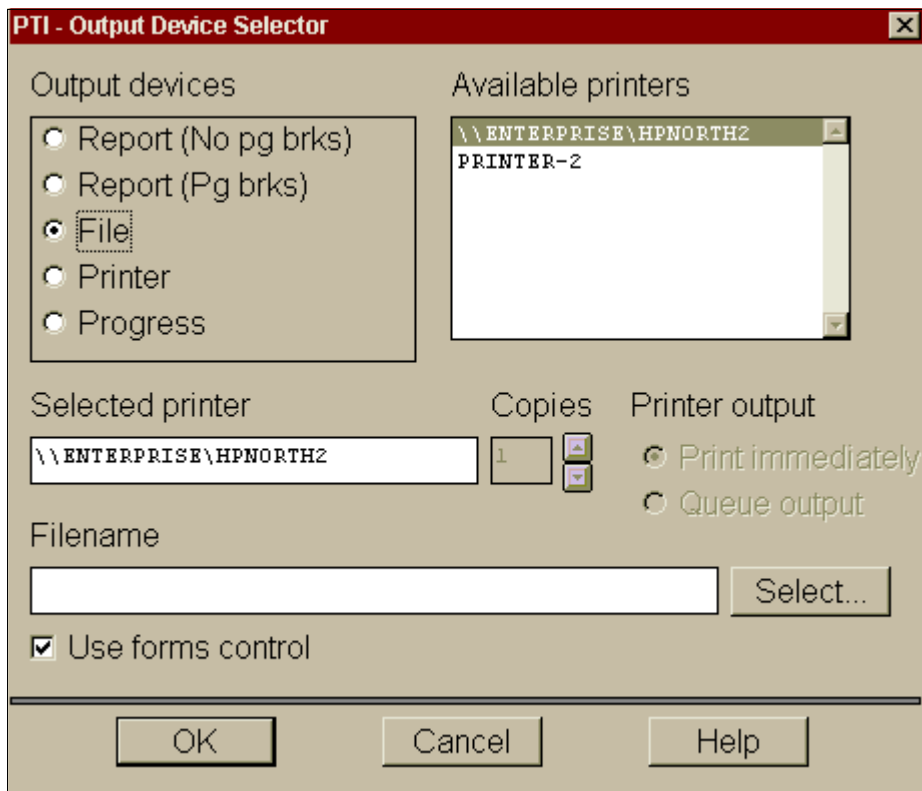 PTI - Output Device Selector
Output devices
Report (No pg brks)
Report (Pg brks)
File
Printer
Progress
Available printers
\\ENTERPRISE\HPNORTH2
PRINTER-2
Selected printer
\\ENTERPRISE\HPNORTH2
Copies
1
Printer output
Print immediately
Queue output
Filename
Select...
Use forms control
OK
Cancel
Help